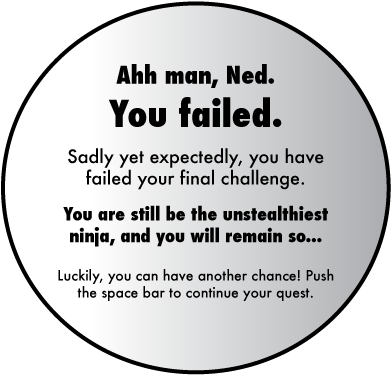 Ahh man, Ned.
You failed.
Sadly yet expectedly, you have
failed your final challenge.
You are still be the unstealthiest
ninja, and you will remain so...
Luckily, you can have another chance! Push
the space bar to continue your quest.